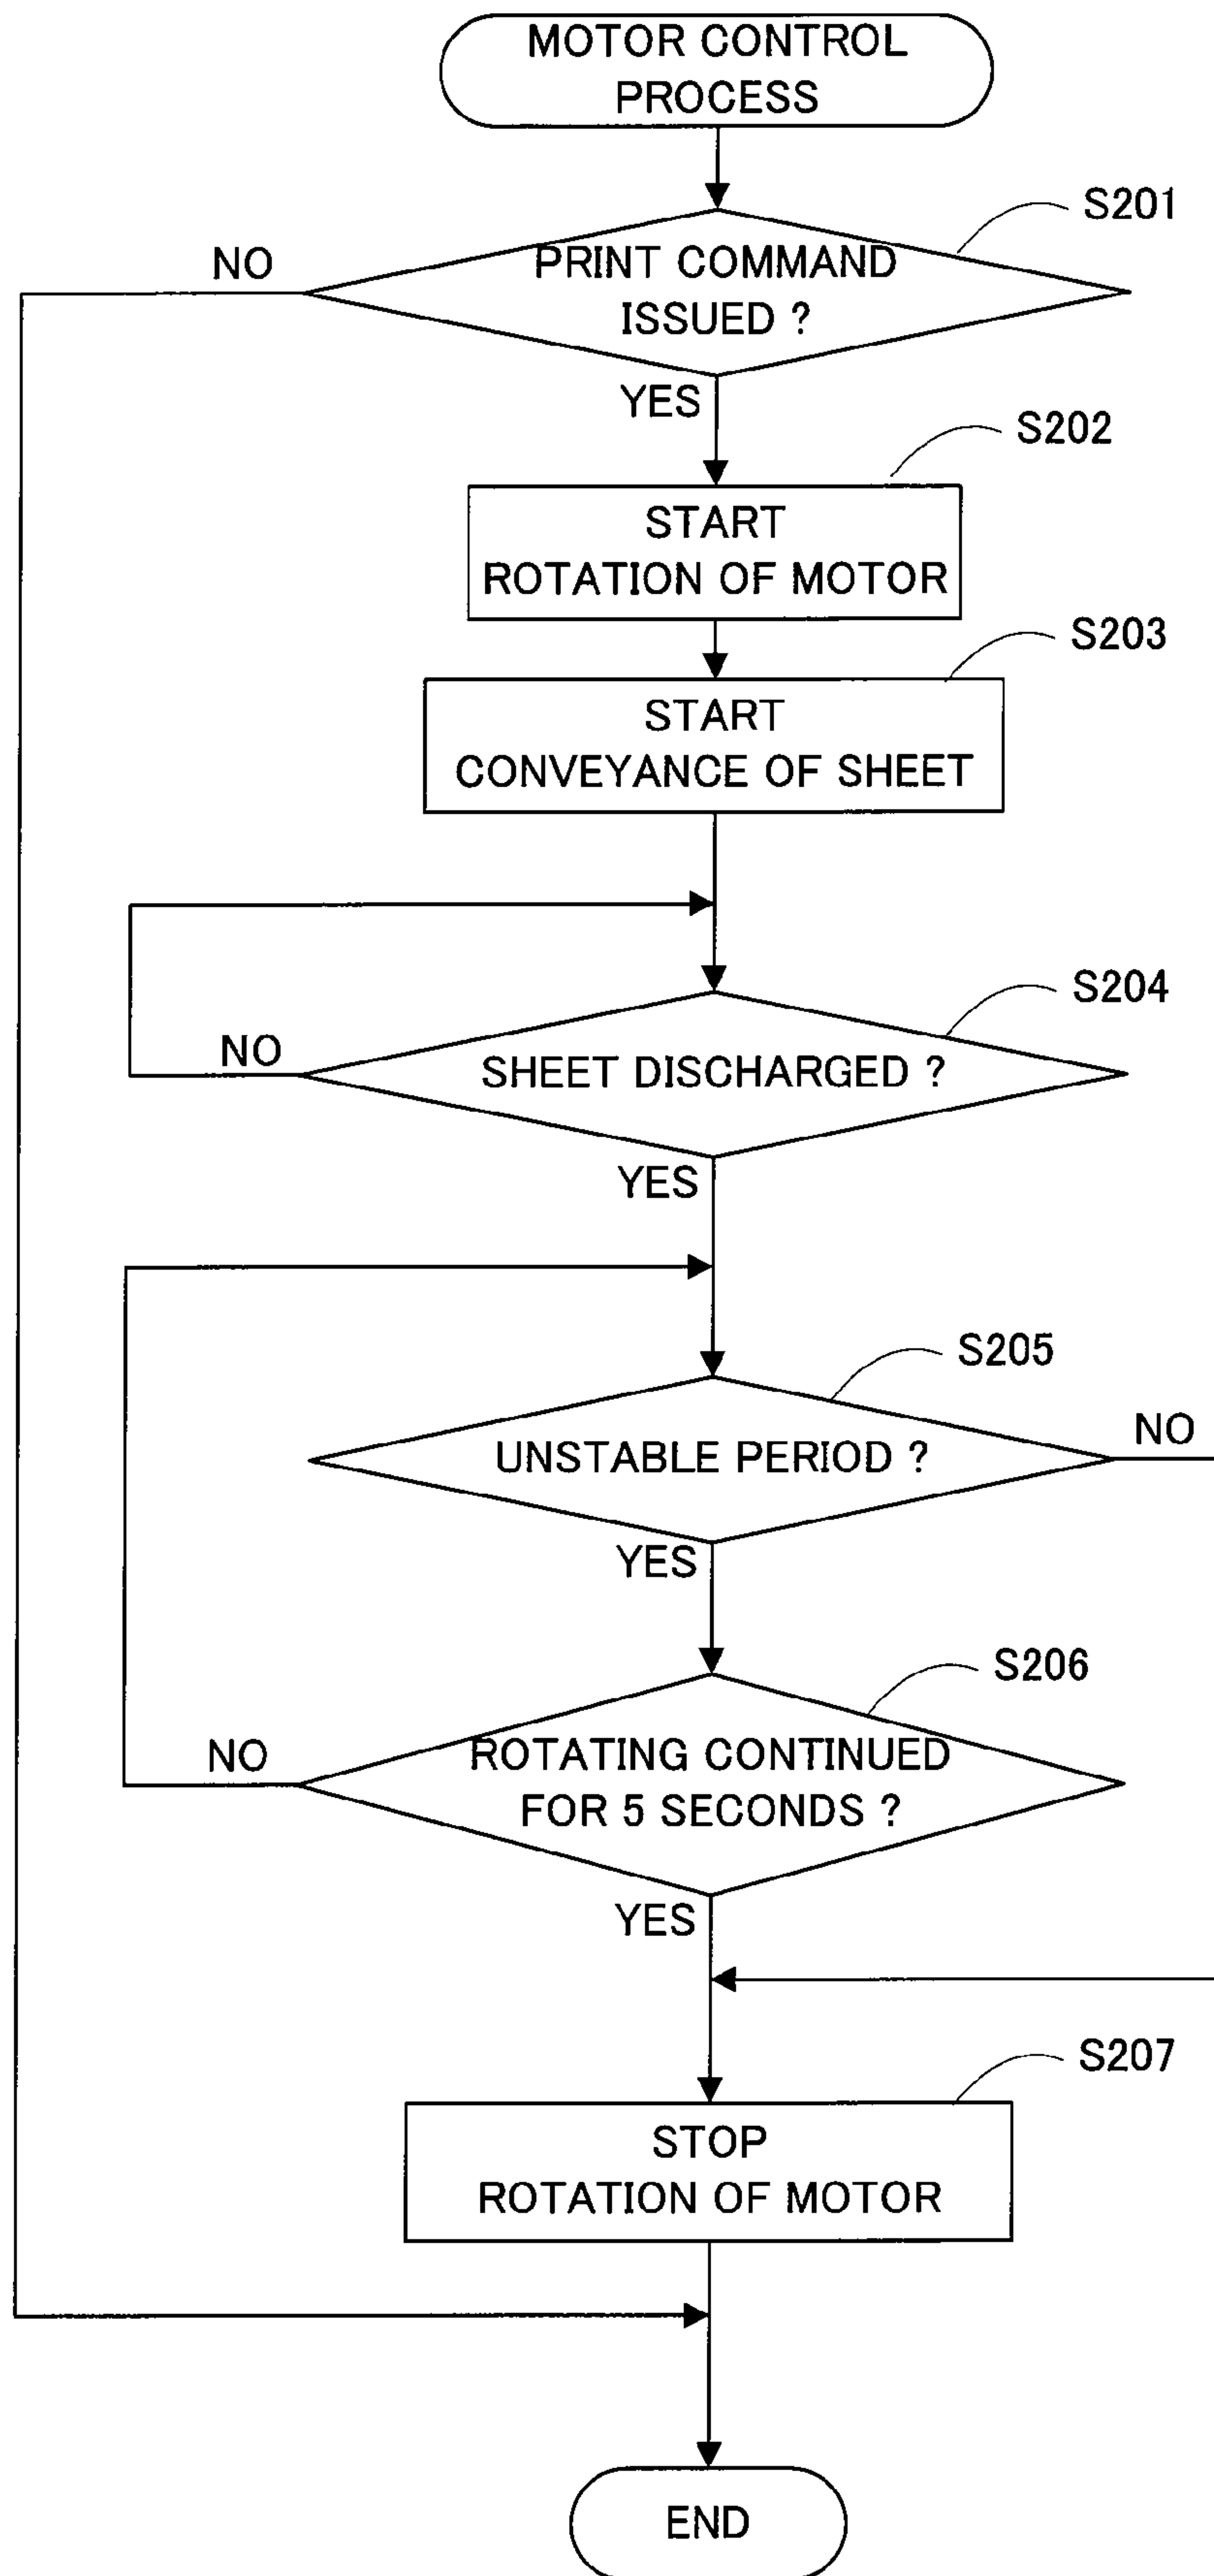 MOTOR CONTROL
PROCESS
S201
NO
PRINT COMMAND
ISSUED ?
YES
S202
START
ROTATION OF MOTOR
S203
START
CONVEYANCE OF SHEET
S204
NO
SHEET DISCHARGED ?
YES
S205
NO
UNSTABLE PERIOD ?
YES
S206
NO
ROTATING CONTINUED
FOR 5 SECONDS ?
YES
S207
STOP
ROTATION OF MOTOR
END